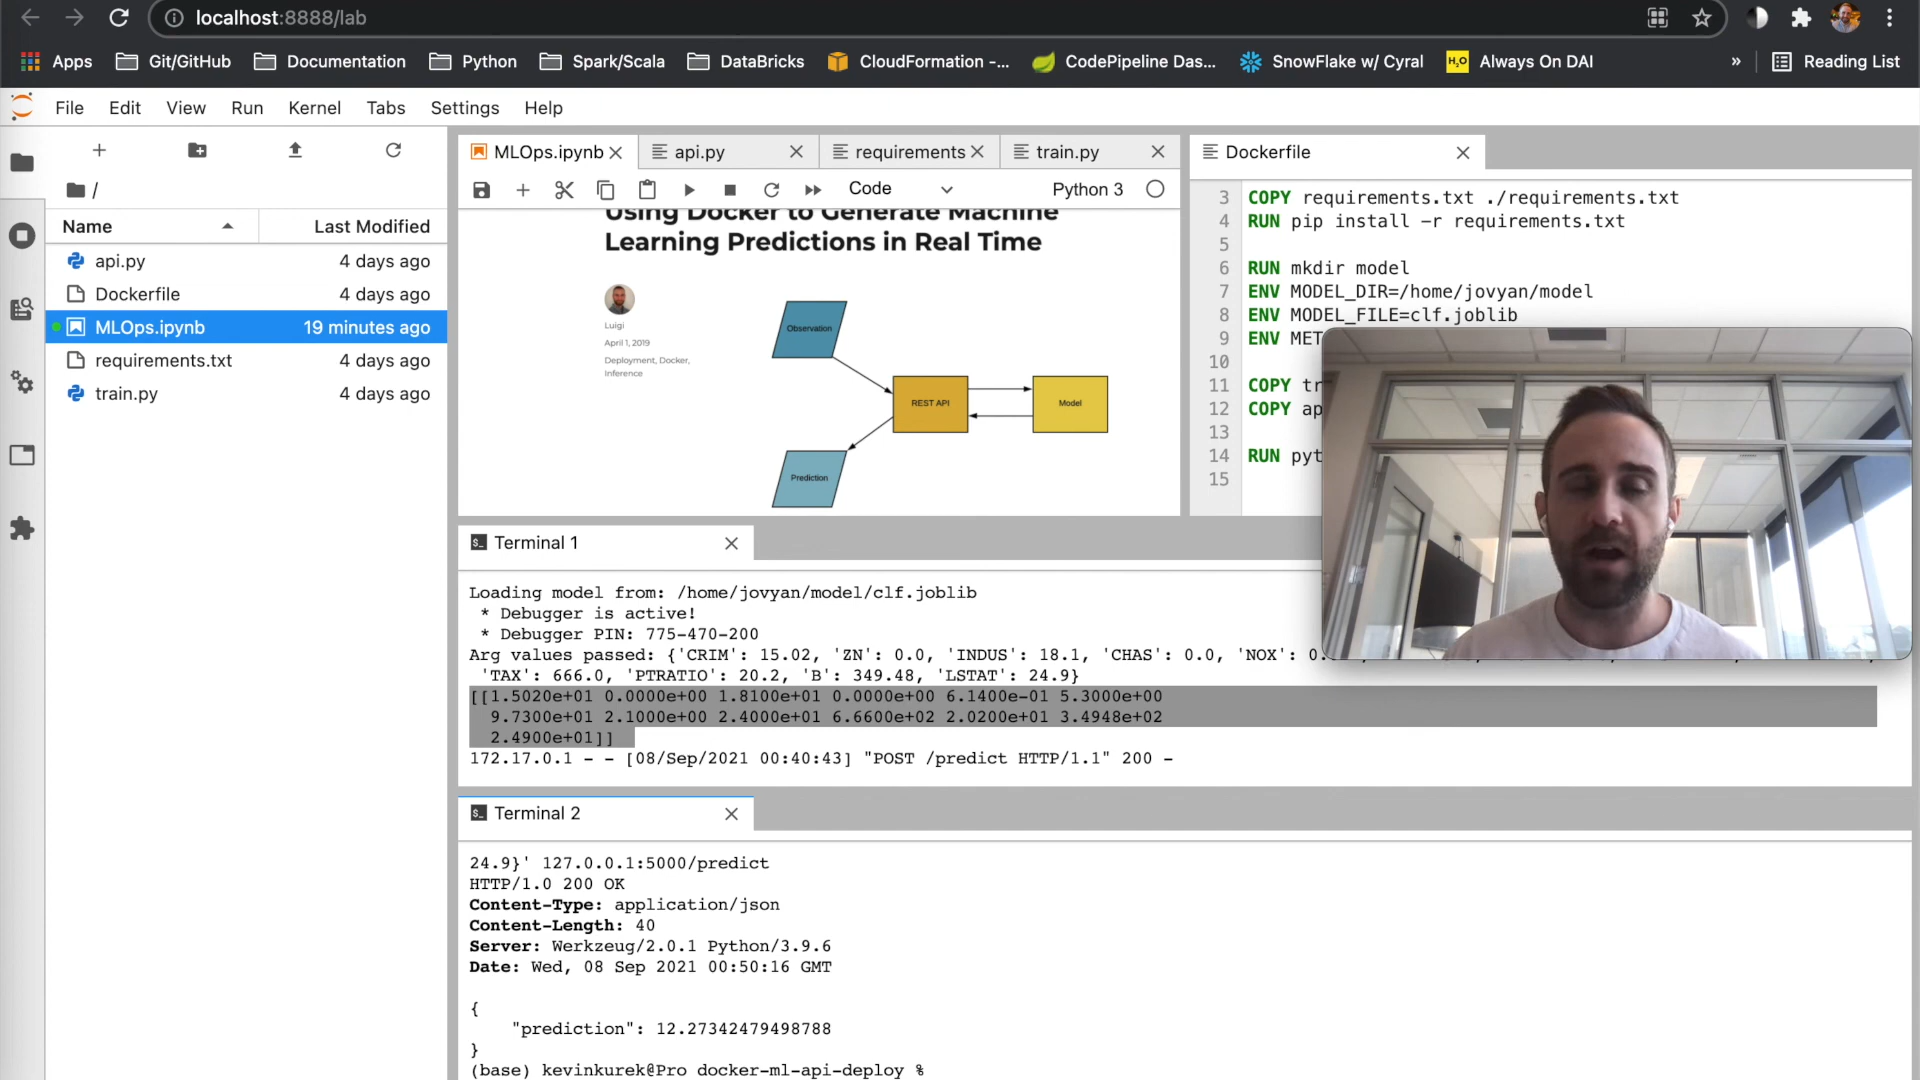 localhost:8888/lab
Apps
Git/GitHub
Documentation
Python
Spark/Scala
DataBricks
CloudFormation -...
CodePipeline Das...
SnowFlake w/ Cyral
H₂O
Always On DAI
»
Reading List
File
Edit
View
Run
Kernel
Tabs
Settings
Help
/
Name
Last Modified
api.py
4 days ago
Dockerfile
4 days ago
MLOps.ipynb
19 minutes ago
requirements.txt
4 days ago
train.py
4 days ago
MLOps.ipynb
api.py
requirements
train.py
Code
Python 3
Using Docker to Generate Machine
Learning Predictions in Real Time
Luigi
April 1, 2019
Deployment, Docker,
Inference
Observation
REST API
Model
Prediction
Dockerfile
3 COPY requirements.txt ./requirements.txt
4 RUN pip install -r requirements.txt
5
6 RUN mkdir model
7 ENV MODEL_DIR=/home/jovyan/model
8 ENV MODEL_FILE=clf.joblib
9 ENV MET
10
11 COPY tr
12 COPY ap
13
14 RUN pyt
15
Terminal 1
Loading model from: /home/jovyan/model/clf.joblib
* Debugger is active!
* Debugger PIN: 775-470-200
Arg values passed: {'CRIM': 15.02, 'ZN': 0.0, 'INDUS': 18.1, 'CHAS': 0.0, 'NOX': 0.
'TAX': 666.0, 'PTRATIO': 20.2, 'B': 349.48, 'LSTAT': 24.9}
[[1.5020e+01 0.0000e+00 1.8100e+01 0.0000e+00 6.1400e-01 5.3000e+00
9.7300e+01 2.1000e+00 2.4000e+01 6.6600e+02 2.0200e+01 3.4948e+02
2.4900e+01]]
172.17.0.1 - - [08/Sep/2021 00:40:43] "POST /predict HTTP/1.1" 200 -
Terminal 2
24.9}' 127.0.0.1:5000/predict
HTTP/1.0 200 OK
Content-Type: application/json
Content-Length: 40
Server: Werkzeug/2.0.1 Python/3.9.6
Date: Wed, 08 Sep 2021 00:50:16 GMT
{
"prediction": 12.27342479498788
}
(base) kevinkurek@Pro docker-ml-api-deploy %